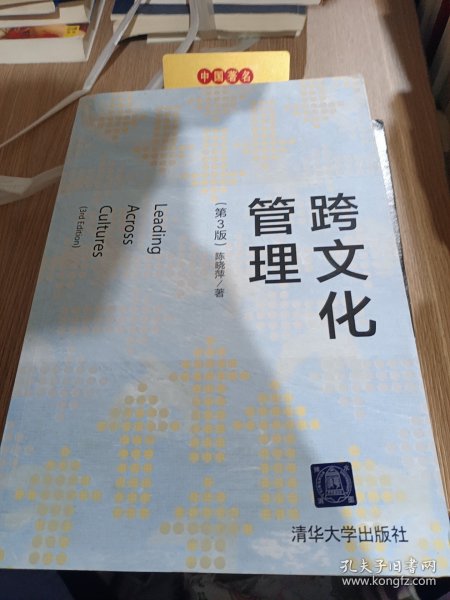 中国著名
跨文化
管理
(第3版) 陈晓萍/著
Leading
Across
Cultures
(3rd Edition)
清华大学出版社
孔夫子旧书网
www.kongfz.com